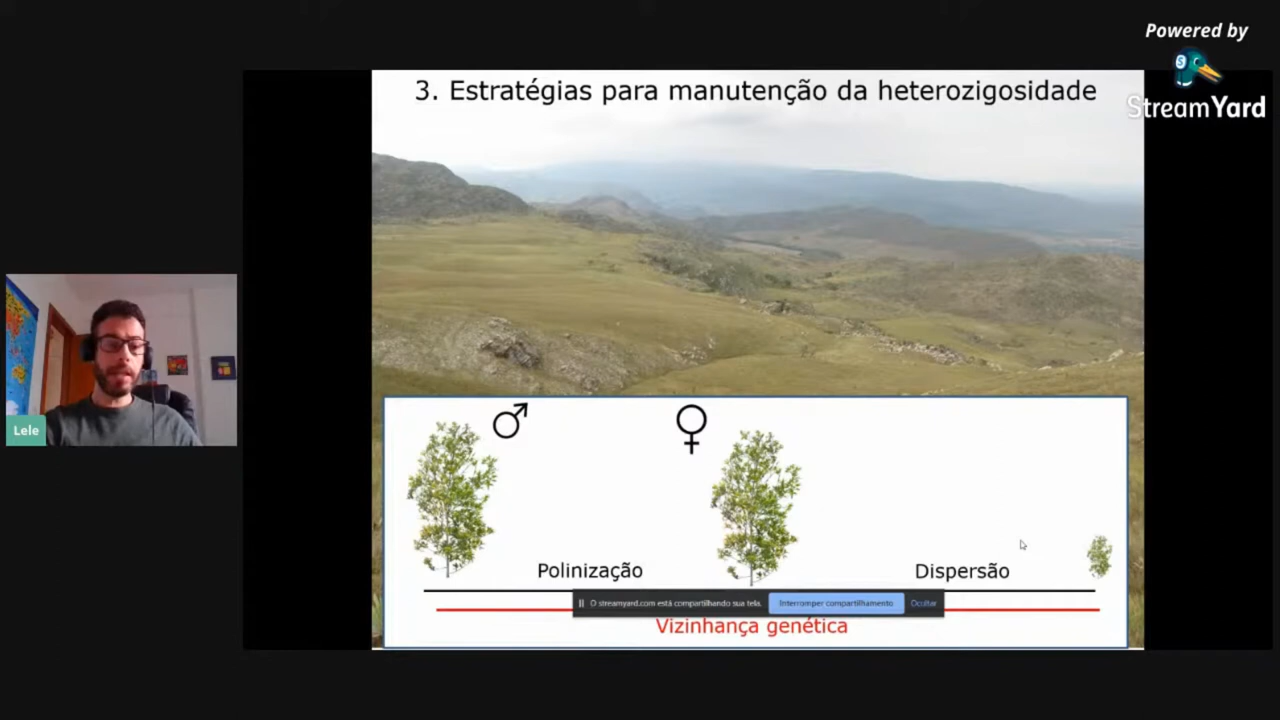 Powered by
StreamYard
3. Estratégias para manutenção da heterozigosidade
Lele
Polinização
Dispersão
O streamyard.com está compartilhando sua tela.
Interromper compartilhamento
Ocultar
Vizinhança genética